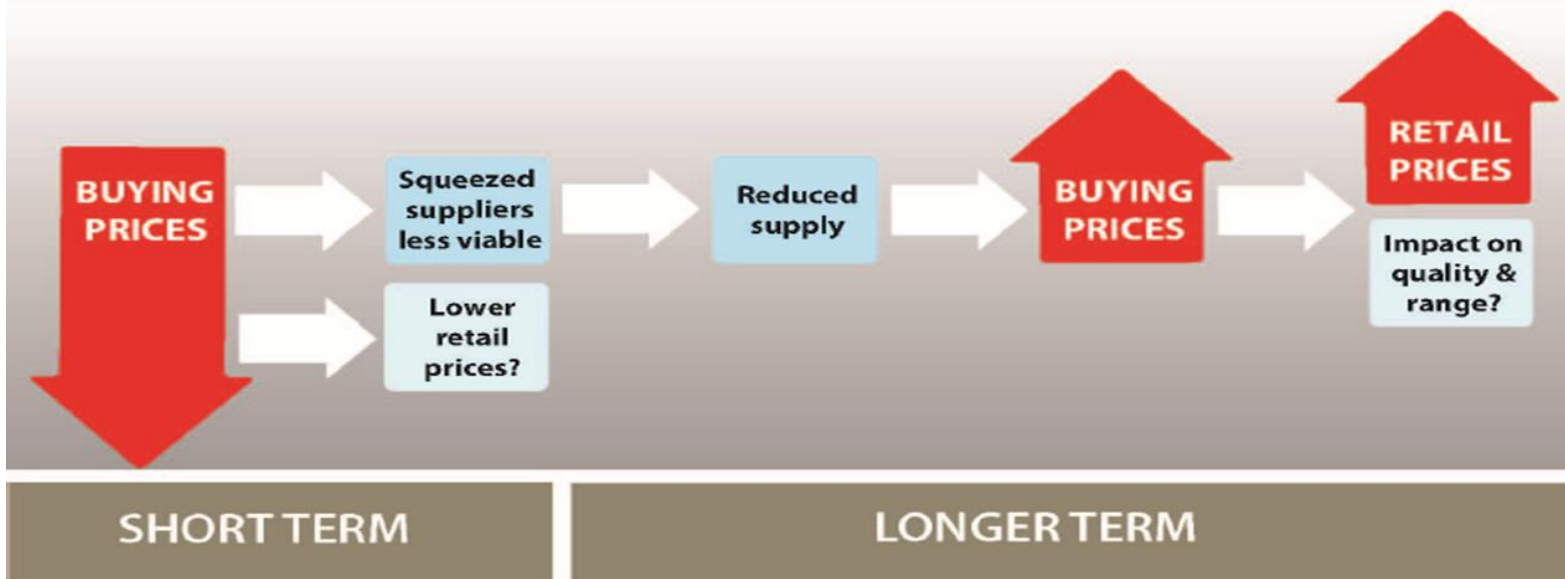 BUYING
PRICES
Squeezed
suppliers
less viable
Lower
retail
prices?
Reduced
supply
BUYING
PRICES
RETAIL
PRICES
Impact on
quality &
range?
SHORT TERM
LONGER TERM